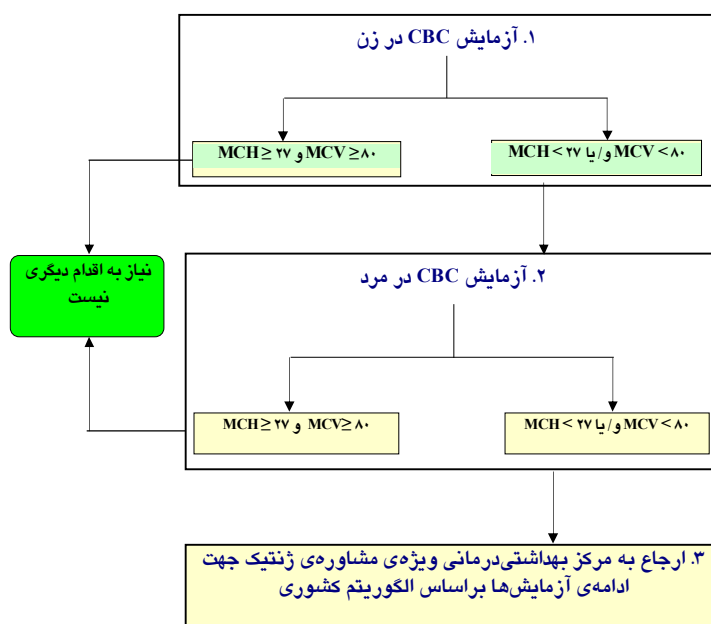 ۱. آزمایش CBC در زن
MCV < ۸۰ و/یا MCH < ۲۷
MCV ≥۸۰ و MCH ≥ ۲۷
نیاز به اقدام دیگری
نیست
۲. آزمایش CBC در مرد
MCV < ۸۰ و/یا MCH < ۲۷
MCV≥ ۸۰ و MCH ≥ ۲۷
۳. ارجاع به مرکز بهداشتی‌درمانی ویژه‌ی مشاوره‌ی ژنتیک جهت
ادامه‌ی آزمایش‌ها براساس الگوریتم کشوری